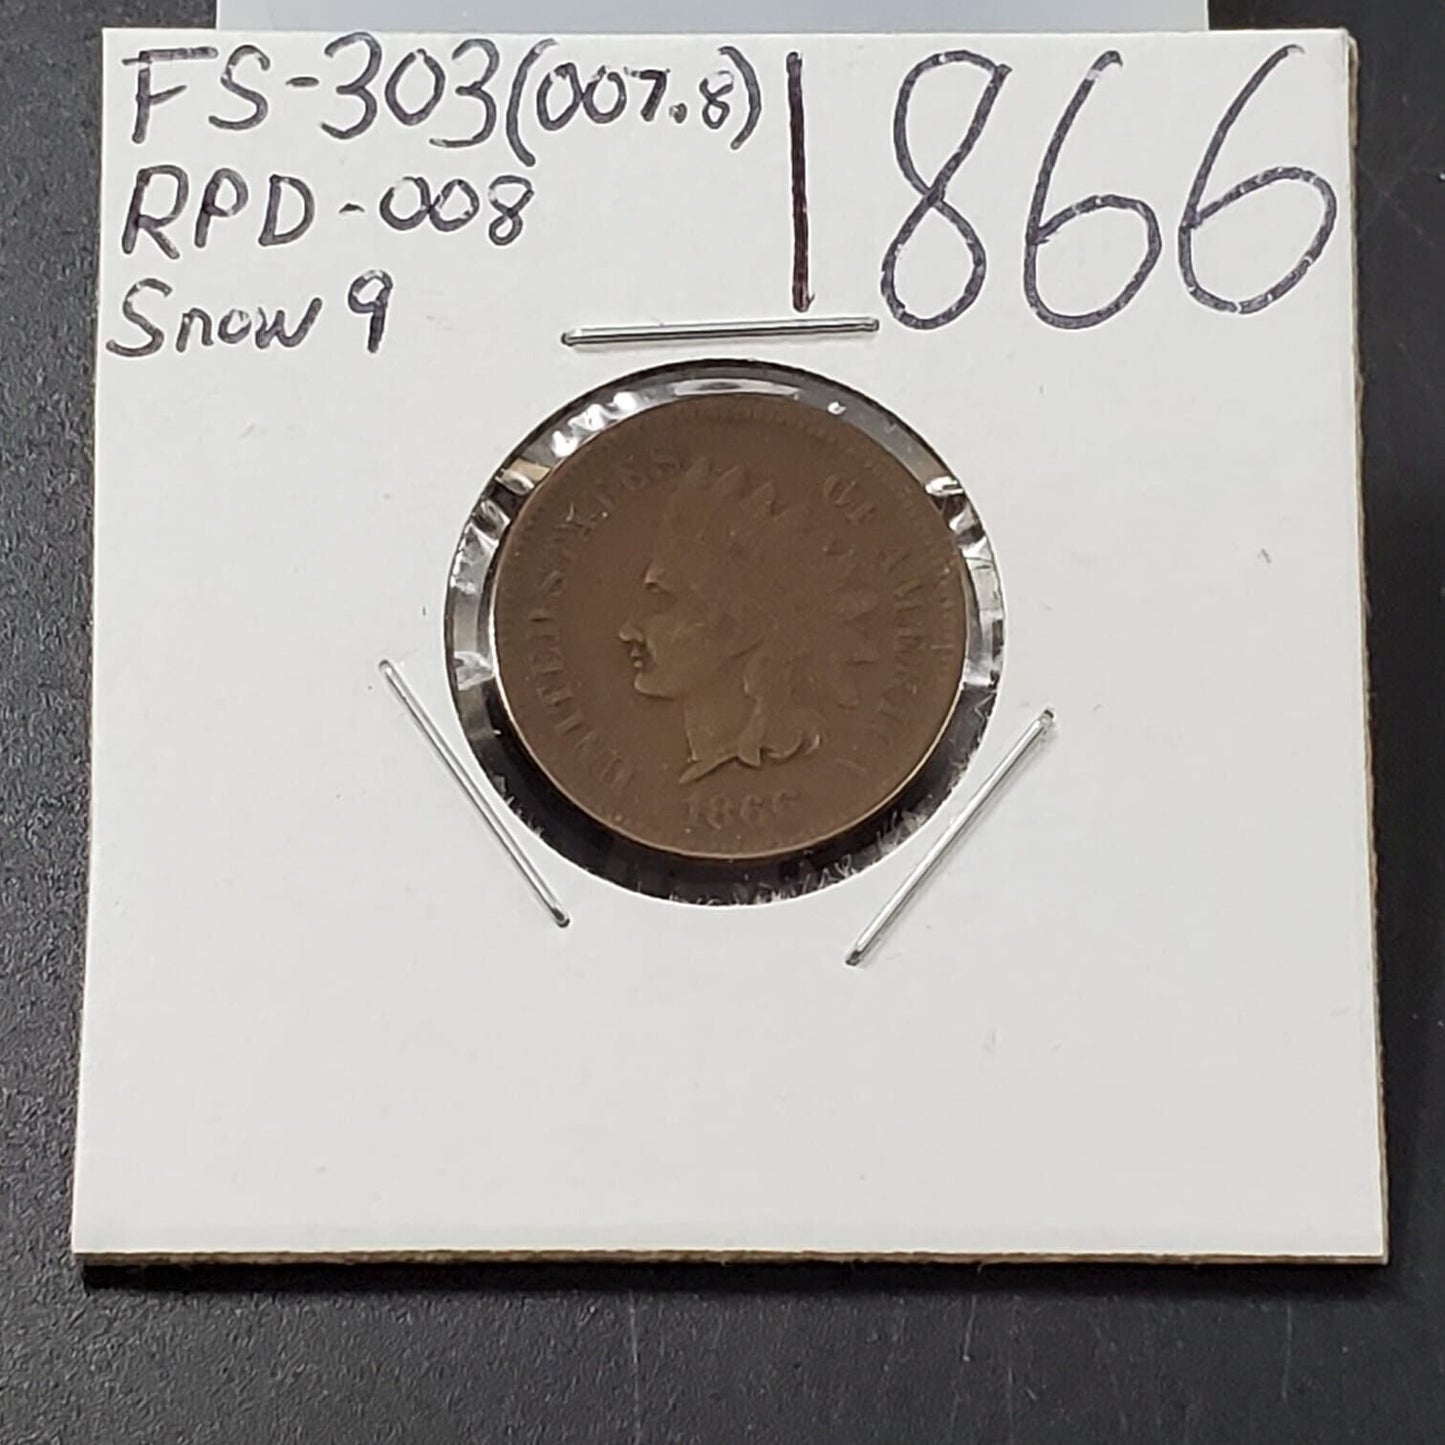 FS-303(007.8) 1866
RPD-008
Snow 9
UNITED STATES OF AMERICA
1866